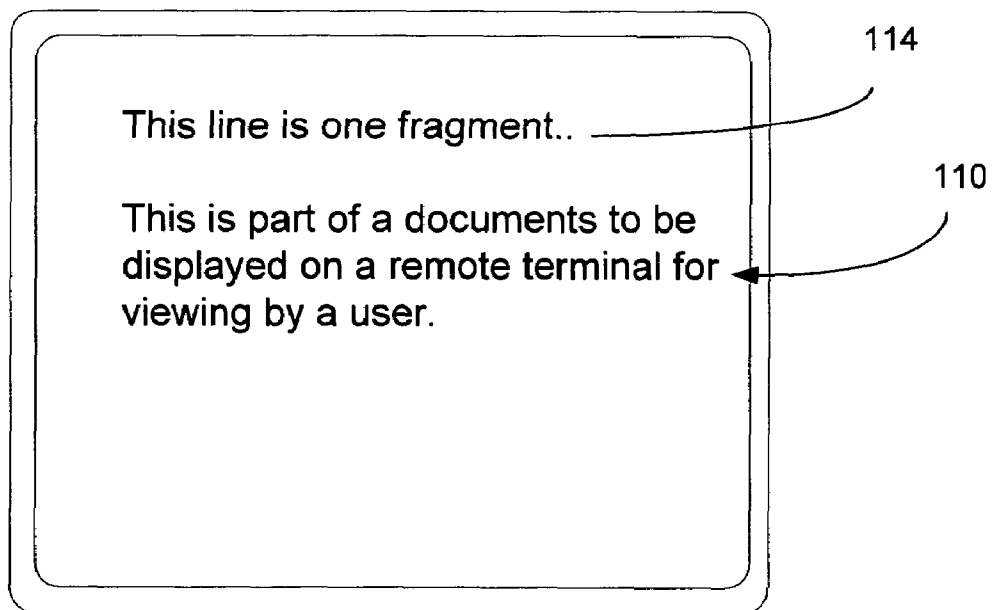 114
This line is one fragment..
110
This is part of a documents to be
displayed on a remote terminal for
viewing by a user.